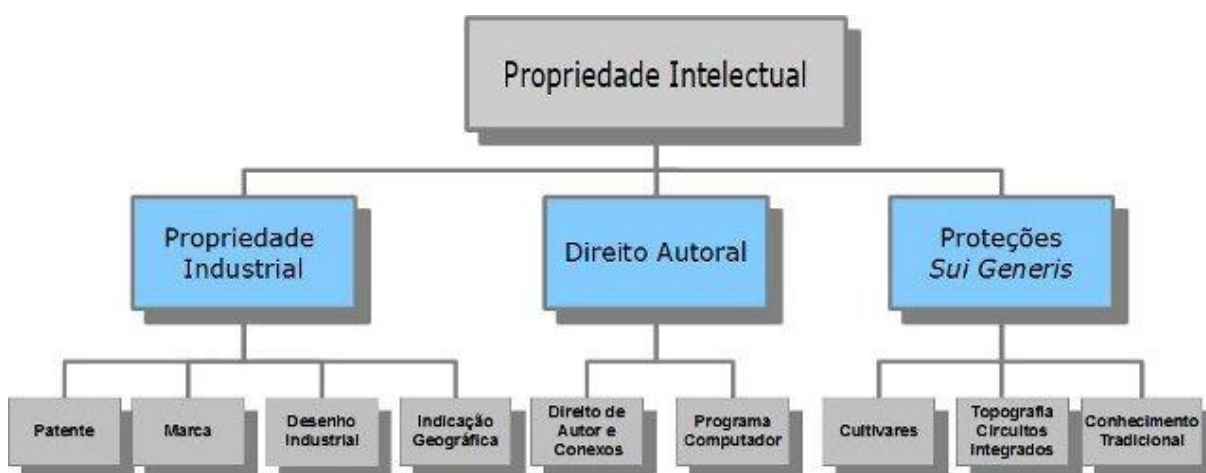 Propriedade Intelectual
Propriedade
Industrial
Direito Autoral
Proteções
Sui Generis
Patente
Marca
Desenho
Industrial
Indicação
Geográfica
Direito de
Autor e
Conexos
Programa
Computador
Cultivares
Topografia
Circuitos
Integrados
Conhecimento
Tradicional